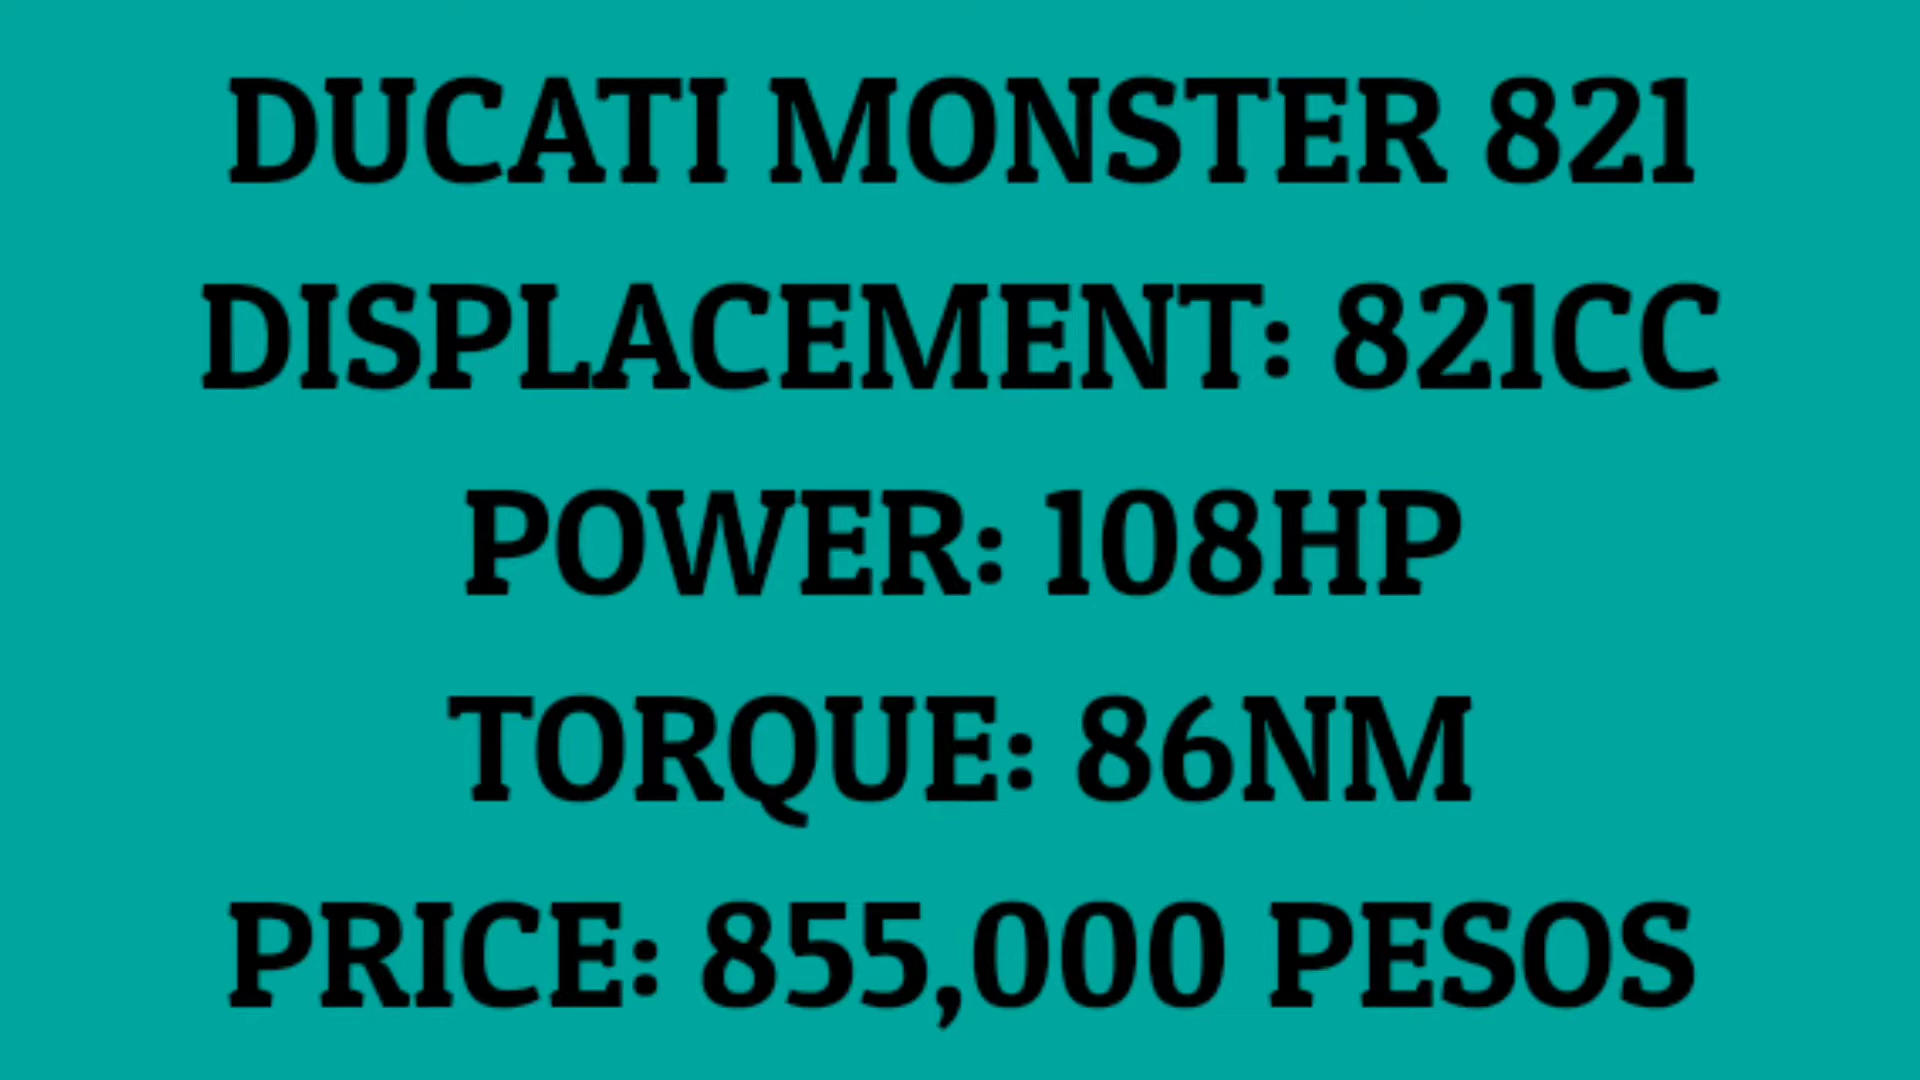 DUCATI MONSTER 821
DISPLACEMENT: 821CC
POWER: 108HP
TORQUE: 86NM
PRICE: 855,000 PESOS